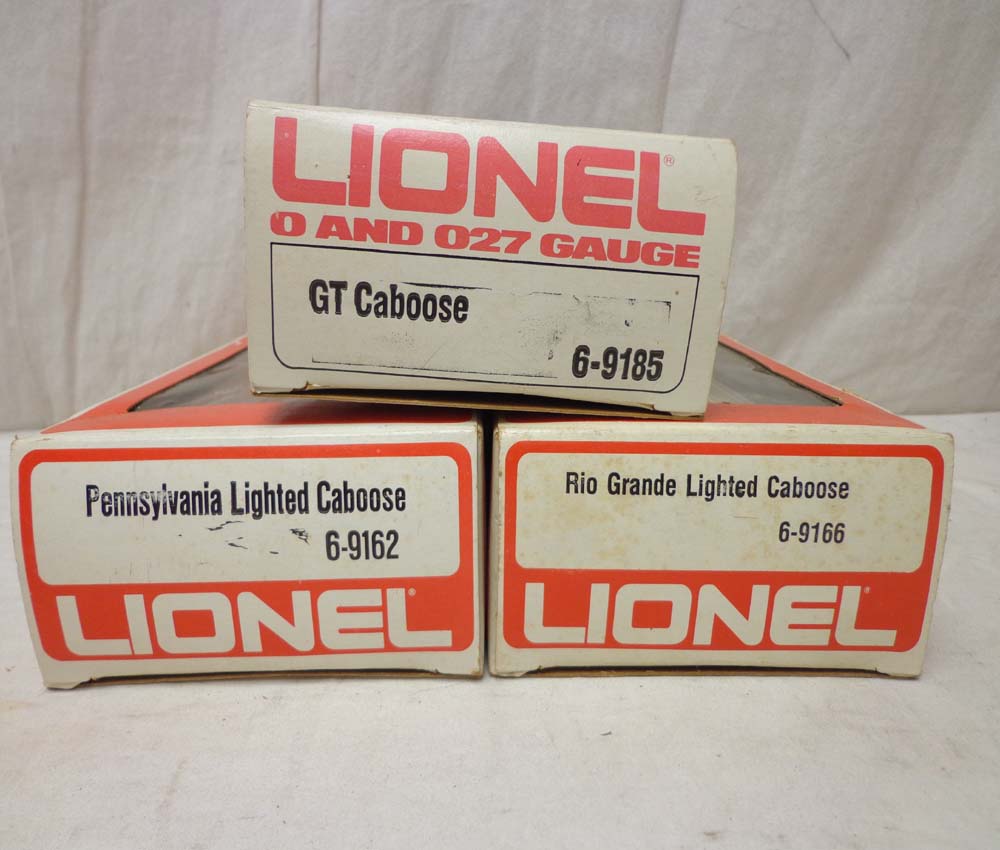 LIONEL®
O AND O27 GAUGE
GT Caboose
6-9185
Pennsylvania Lighted Caboose
6-9162
LIONEL®
Rio Grande Lighted Caboose
6-9166
LIONEL®